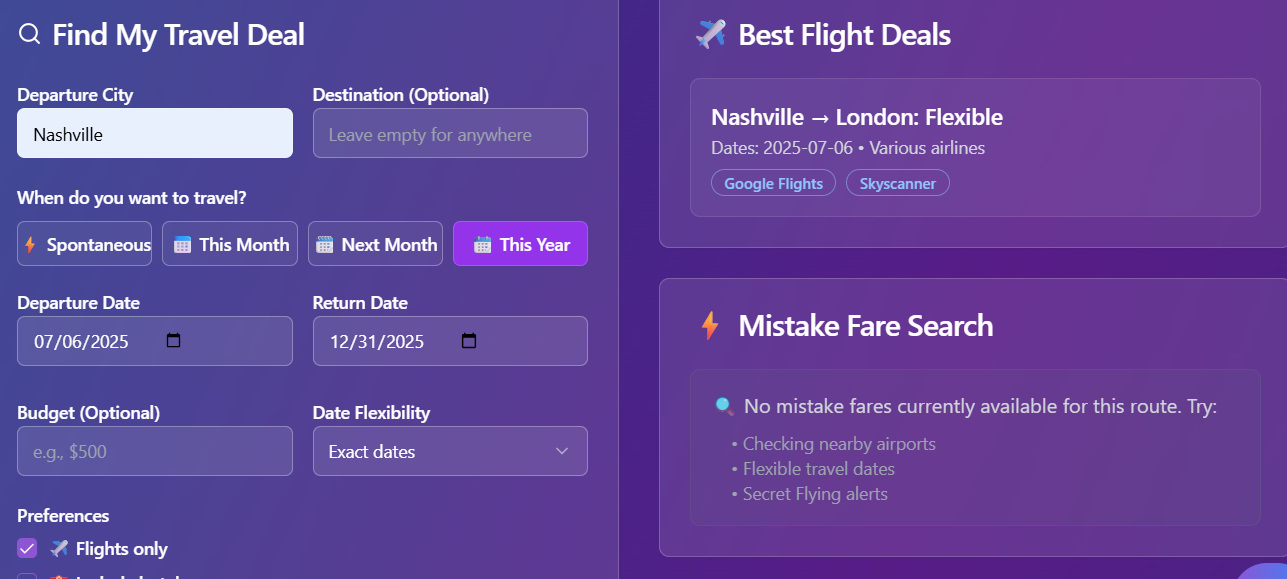 Find My Travel Deal
Departure City
Destination (Optional)
Nashville
Leave empty for anywhere
When do you want to travel?
Spontaneous
This Month
Next Month
This Year
Departure Date
Return Date
07/06/2025
12/31/2025
Budget (Optional)
Date Flexibility
e.g., $500
Exact dates
Preferences
Flights only
Best Flight Deals
Nashville → London: Flexible
Dates: 2025-07-06 • Various airlines
Google Flights
Skyscanner
Mistake Fare Search
No mistake fares currently available for this route. Try:
• Checking nearby airports
• Flexible travel dates
• Secret Flying alerts